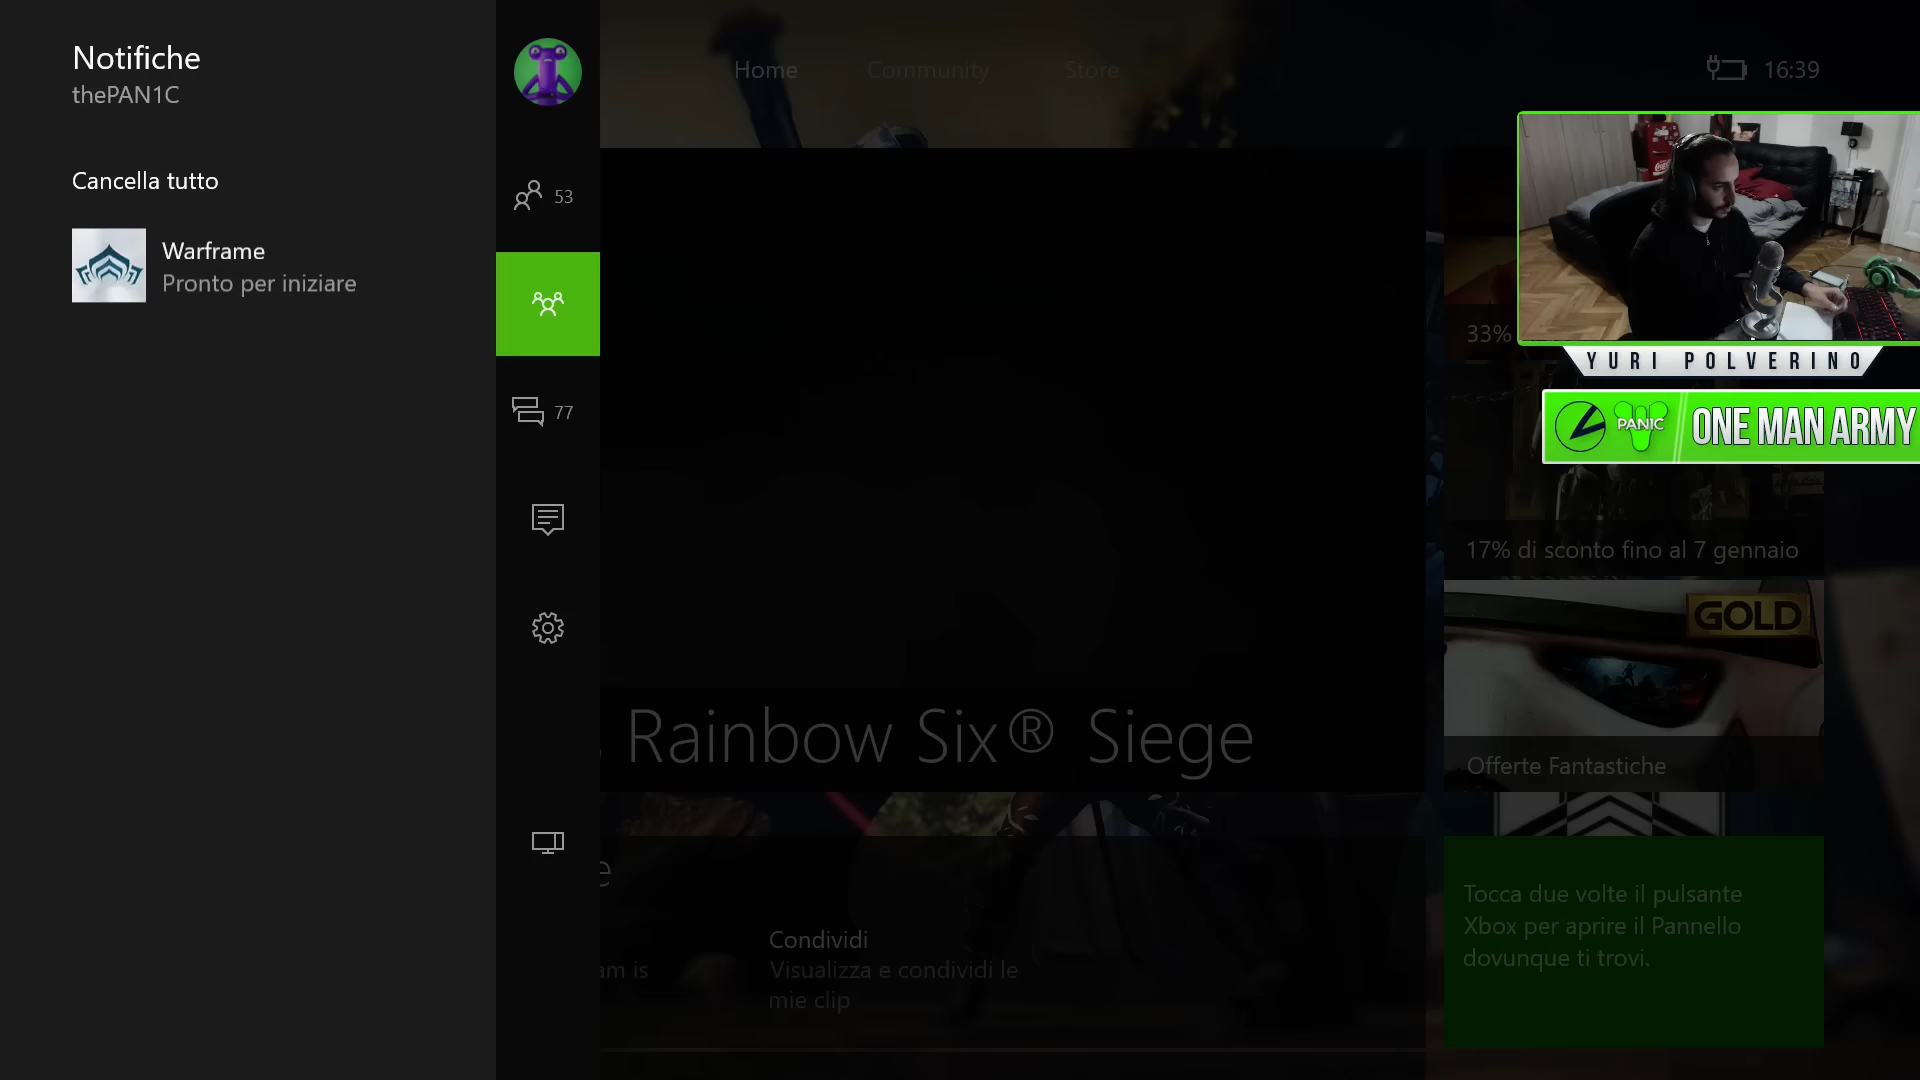 Notifiche
thePAN1C
Cancella tutto
Warframe
Pronto per iniziare
53
77
Home
Community
Store
16:39
33%
YURI POLVERINO
PANIC
ONE MAN ARMY
17% di sconto fino al 7 gennaio
GOLD
Offerte Fantastiche
Rainbow Six® Siege
Condividi
Visualizza e condividi le
mie clip
is
Tocca due volte il pulsante
Xbox per aprire il Pannello
dovunque ti trovi.